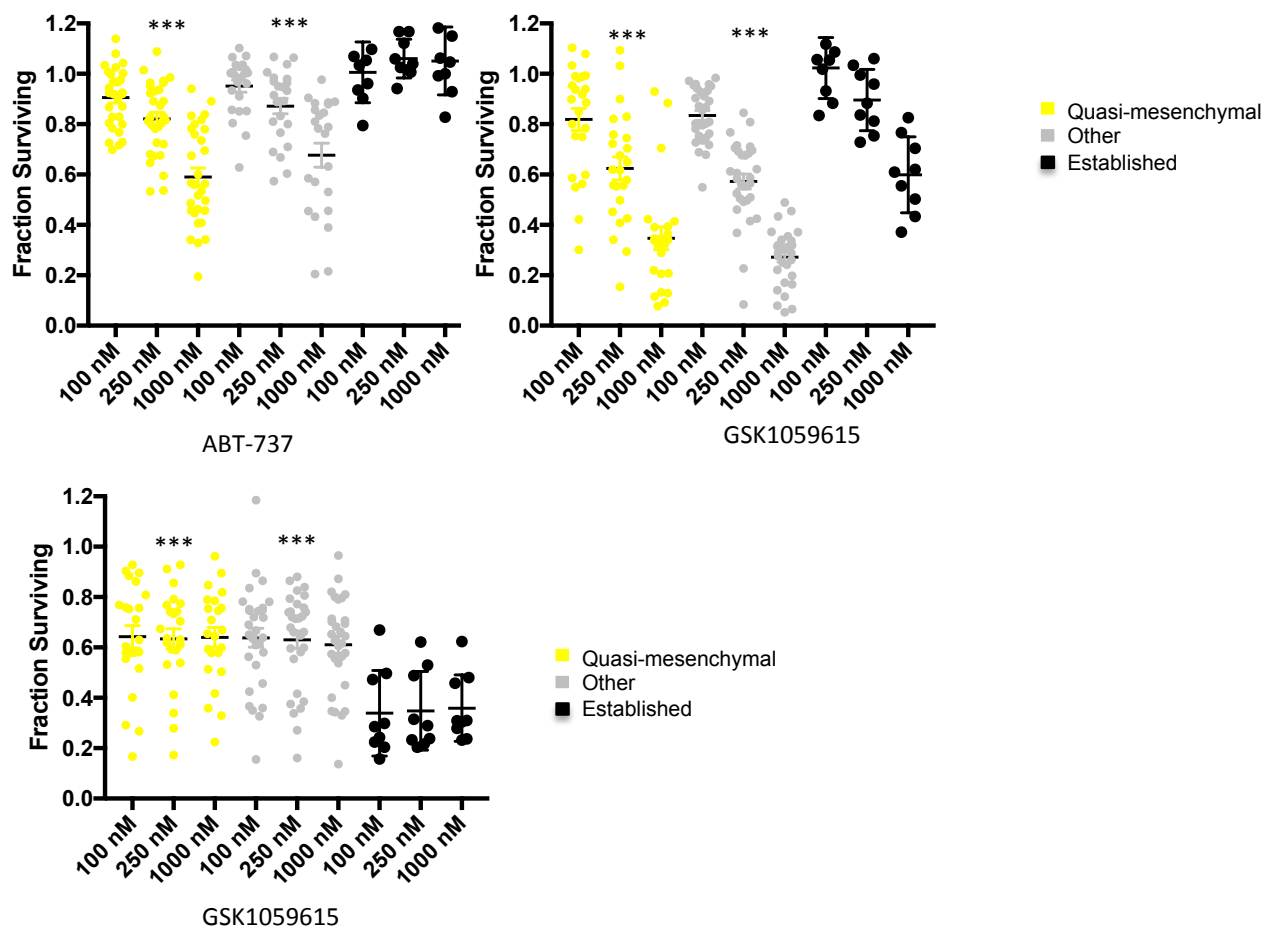 *** ***
1.2
1.0
0.8
0.6
0.4
0.2
0.0
Fraction Surviving
100 nM
250 nM
1000 nM
100 nM
250 nM
1000 nM
100 nM
250 nM
1000 nM
ABT-737
*** ***
1.2
1.0
0.8
0.6
0.4
0.2
0.0
Fraction Surviving
100 nM
250 nM
1000 nM
100 nM
250 nM
1000 nM
100 nM
250 nM
1000 nM
GSK1059615
Quasi-mesenchymal
Other
Established
*** ***
1.2
1.0
0.8
0.6
0.4
0.2
0.0
Fraction Surviving
100 nM
250 nM
1000 nM
100 nM
250 nM
1000 nM
100 nM
250 nM
1000 nM
GSK1059615
Quasi-mesenchymal
Other
Established